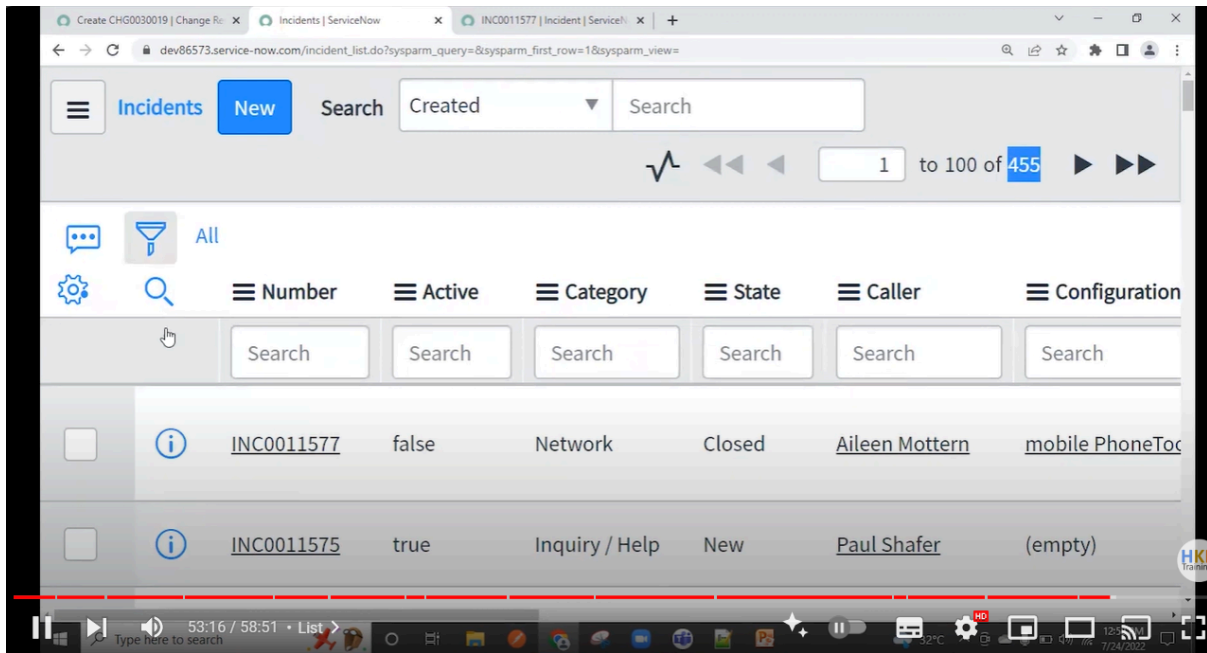 Create CHG0030019 | Change Re
Incidents | ServiceNow
INC0011577 | Incident | ServiceN
dev86573.service-now.com/incident_list.do?sysparm_query=&sysparm_first_row=1&sysparm_view=
Incidents New Search Created Search
1 to 100 of 455
All
Number Active Category State Caller Configuration
Search Search Search Search Search Search
INC0011577 false Network Closed Aileen Mottern mobile PhoneToo
INC0011575 true Inquiry / Help New Paul Shafer (empty)
HK
Trainin
53:16 / 58:51 • List
HD
Type here to search
32°C
7/24/2022